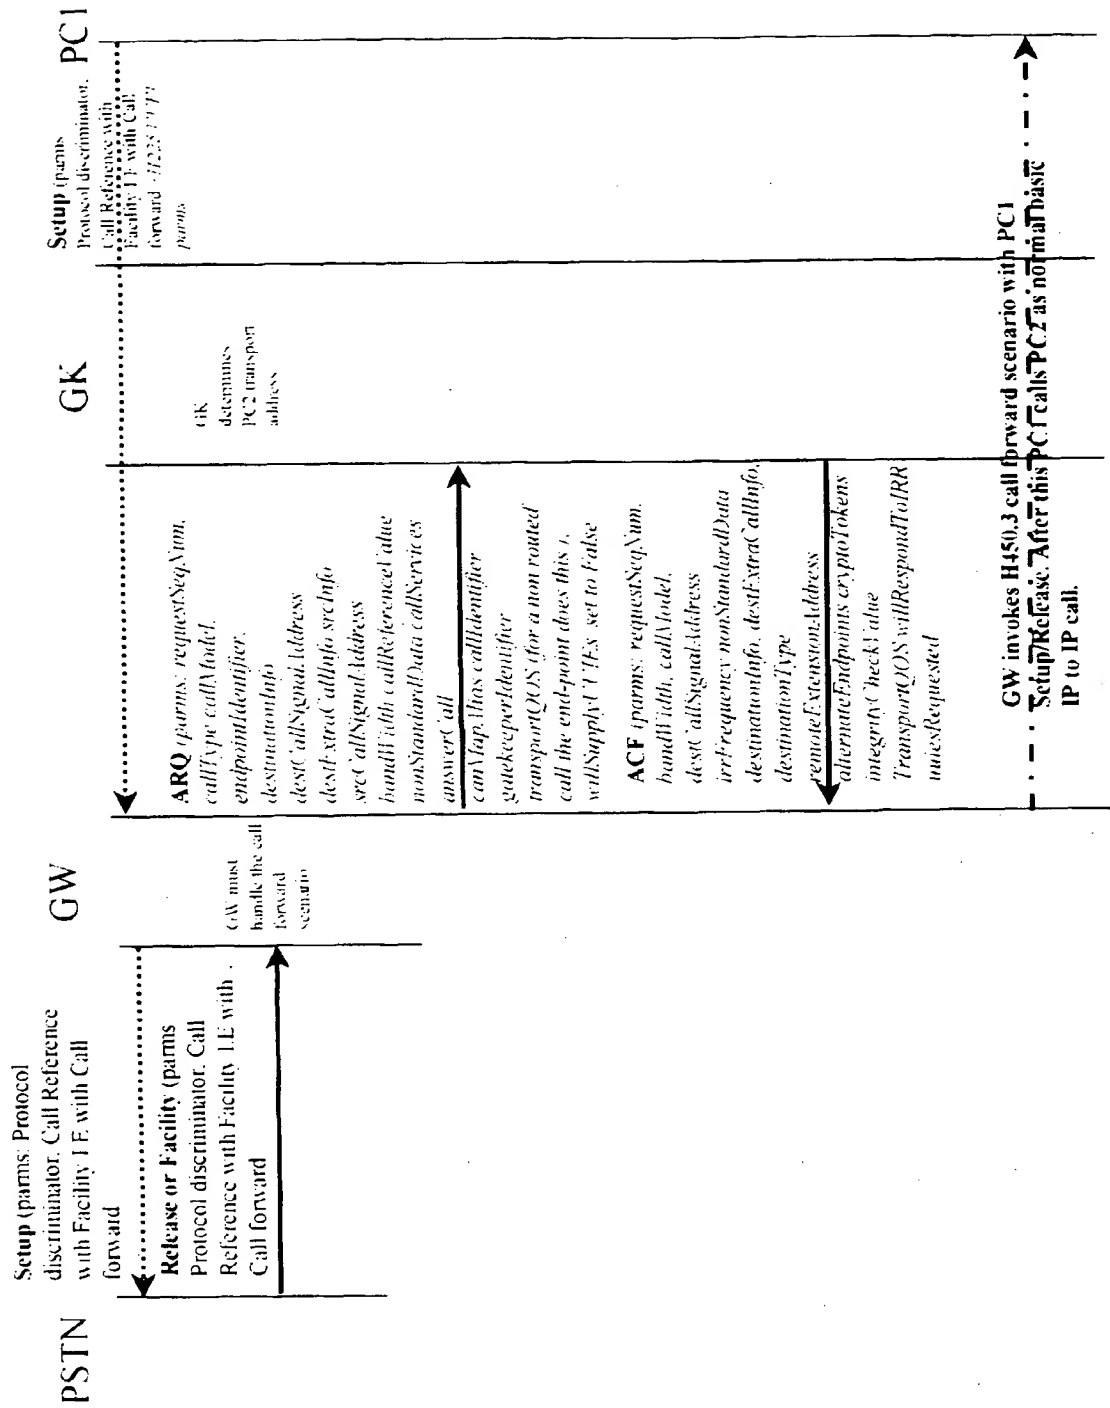 PSTN
GW
GK
PC1
Setup (parms: Protocol
discriminator, Call Reference
with Facility I.E with Call
forward
Release or Facility (parms
Protocol discriminator, Call
Reference with Facility I.E with
Call forward
GW must
handle the call
forward
scenario
ARQ (parms: requestSeqNum,
callType callModel,
endpointIdentifier,
destinationInfo
destCallSignalAddress
destExtraCallInfo srcInfo
srcCallSignalAddress
bandWidth callReferenceValue
nonStandardData callServices
answerCall
canMapAlias callIdentifier
gatekeeperIdentifier
transportQOS (for a non routed
call the end-point does this),
willSupplyUUIEs set to False
ACF (parms: requestSeqNum,
bandWidth, callModel,
destCallSignalAddress
irrFrequency nonStandardData
destinationInfo, destExtraCallInfo,
destinationType
remoteExtensionAddress
alternateEndpoints cryptoTokens
integrityCheckValue
TransportQOS willRespondToIRR
uuiesRequested
GK
determines
PC2 transport
address
Setup (parms
Protocol discriminator,
Call Reference with
Facility I.E with Call
forward
parms
GW invokes H450.3 call forward scenario with PC1
Setup/Release. After this PC1 calls PC2 as normal basic
IP to IP call.